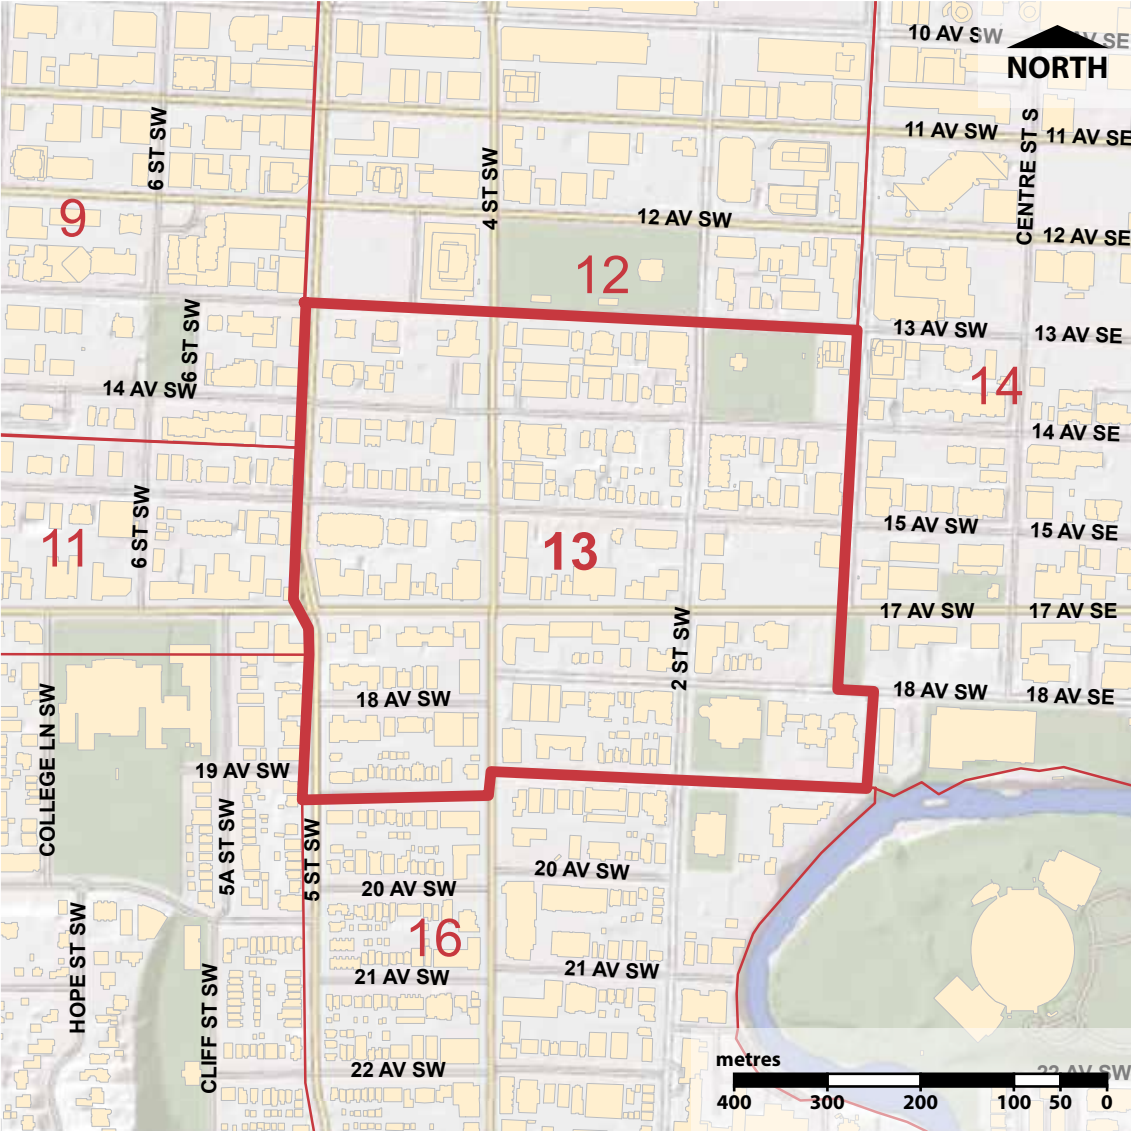 10 AV SW
AV SE
NORTH
6 ST SW
4 ST SW
11 AV SW
CENTRE ST S
11 AV SE
9
12 AV SW
12 AV SE
12
6 ST SW
13 AV SW
13 AV SE
14 AV SW
14
14 AV SE
11
6 ST SW
13
15 AV SW
15 AV SE
17 AV SW
17 AV SE
2 ST SW
COLLEGE LN SW
18 AV SW
18 AV SW
18 AV SE
19 AV SW
5A ST SW
5 ST SW
20 AV SW
20 AV SW
16
HOPE ST SW
CLIFF ST SW
21 AV SW
21 AV SW
22 AV SW
22 AV SW
metres
400 300 200 100 50 0